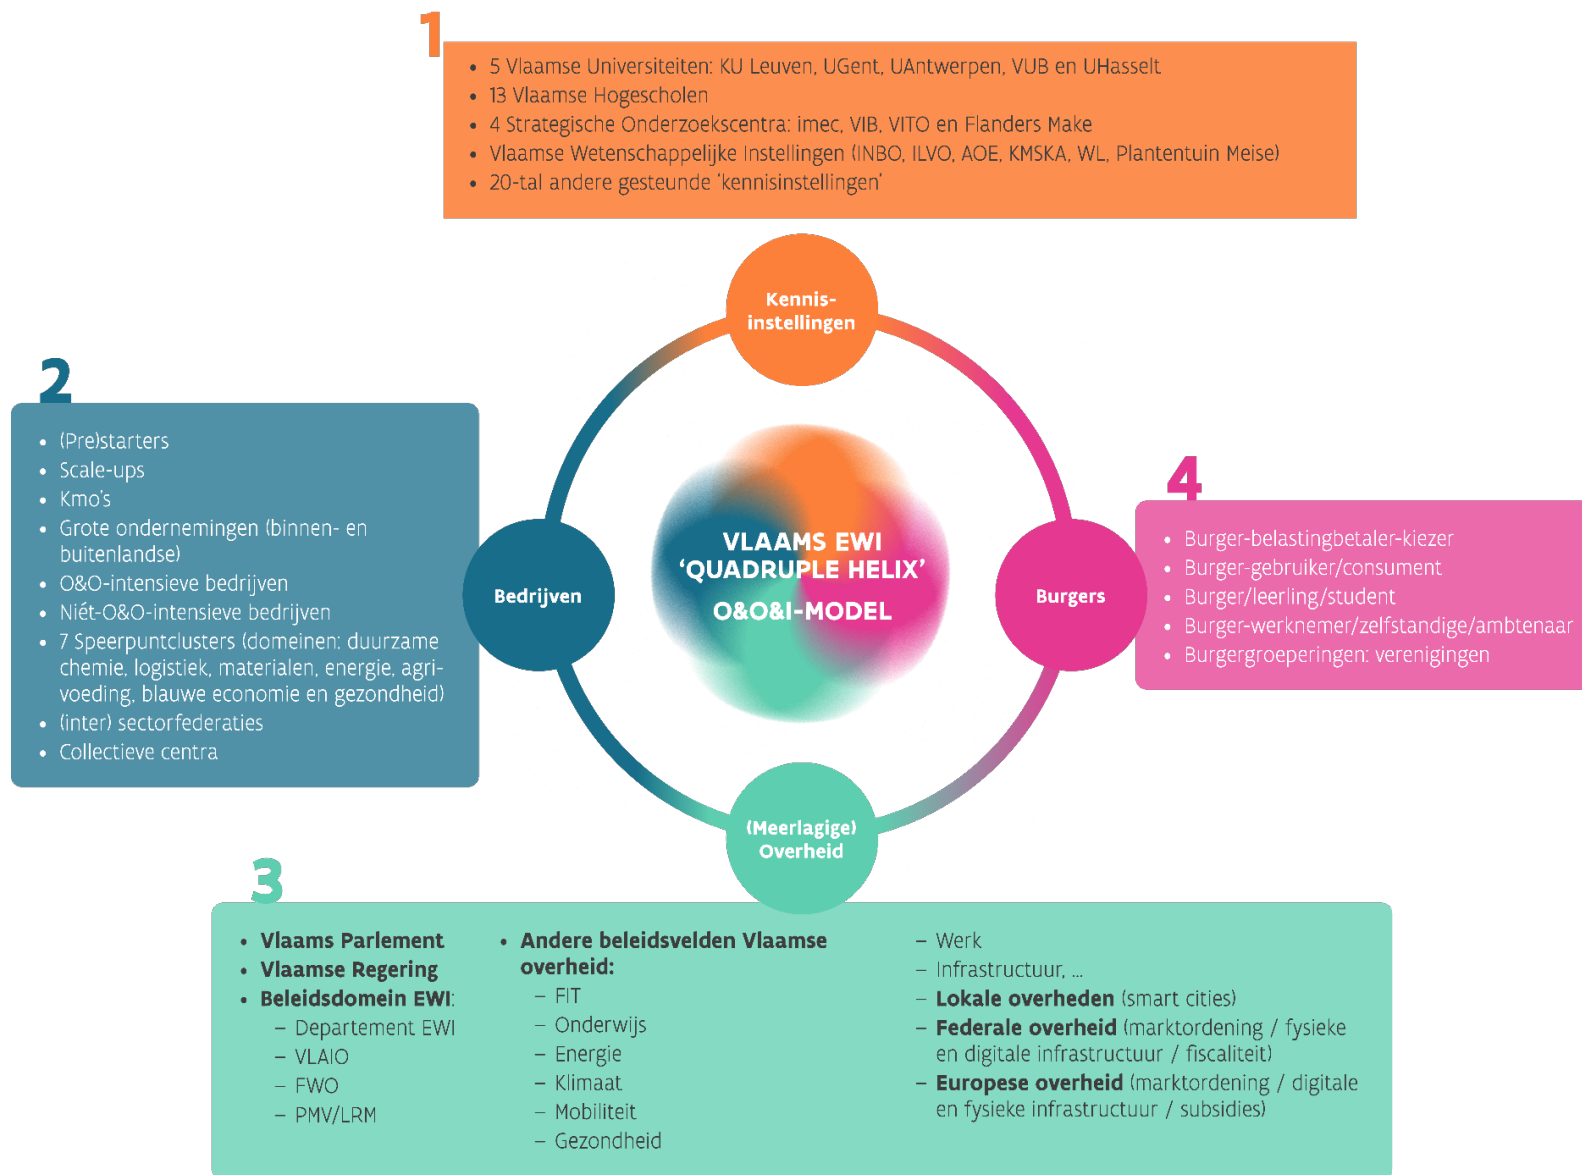 1
• 5 Vlaamse Universiteiten: KU Leuven, UGent, UAntwerpen, VUB en UHasselt
• 13 Vlaamse Hogescholen
• 4 Strategische Onderzoekscentra: imec, VIB, VITO en Flanders Make
• Vlaamse Wetenschappelijke Instellingen (INBO, ILVO, AOE, KMSKA, WL, Plantentuin Meise)
• 20-tal andere gesteunde ‘kennisinstellingen’
Kennis-
instellingen
2
• (Pre)starters
• Scale-ups
• Kmo's
• Grote ondernemingen (binnen- en
buitenlandse)
• O&O-intensieve bedrijven
• Niét-O&O-intensieve bedrijven
• 7 Speerpuntclusters (domeinen: duurzame
chemie, logistiek, materialen, energie, agri-
voeding, blauwe economie en gezondheid)
• (inter) sectorfederaties
• Collectieve centra
Bedrijven
VLAAMS EWI
‘QUADRUPLE HELIX’
O&O&I-MODEL
Burgers
4
• Burger-belastingbetaler-kiezer
• Burger-gebruiker/consument
• Burger/leerling/student
• Burger-werknemer/zelfstandige/ambtenaar
• Burgergroeperingen: verenigingen
(Meerlagige)
Overheid
3
• Vlaams Parlement
• Vlaamse Regering
• Beleidsdomein EWI:
– Departement EWI
– VLAIO
– FWO
– PMV/LRM
• Andere beleidsvelden Vlaamse
overheid:
– FIT
– Onderwijs
– Energie
– Klimaat
– Mobiliteit
– Gezondheid
– Werk
– Infrastructuur, ...
– Lokale overheden (smart cities)
– Federale overheid (marktordening / fysieke
en digitale infrastructuur / fiscaliteit)
– Europese overheid (marktordening / digitale
en fysieke infrastructuur / subsidies)